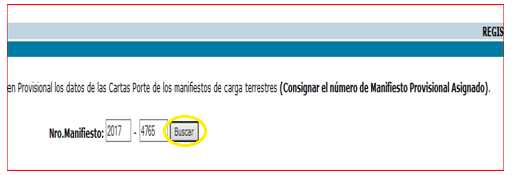 REGIS
en Provisional los datos de las Cartas Porte de los manifiestos de carga terrestres (Consignar el número de Manifiesto Provisional Asignado).
Nro.Manifiesto: 2017 - 4765 Buscar